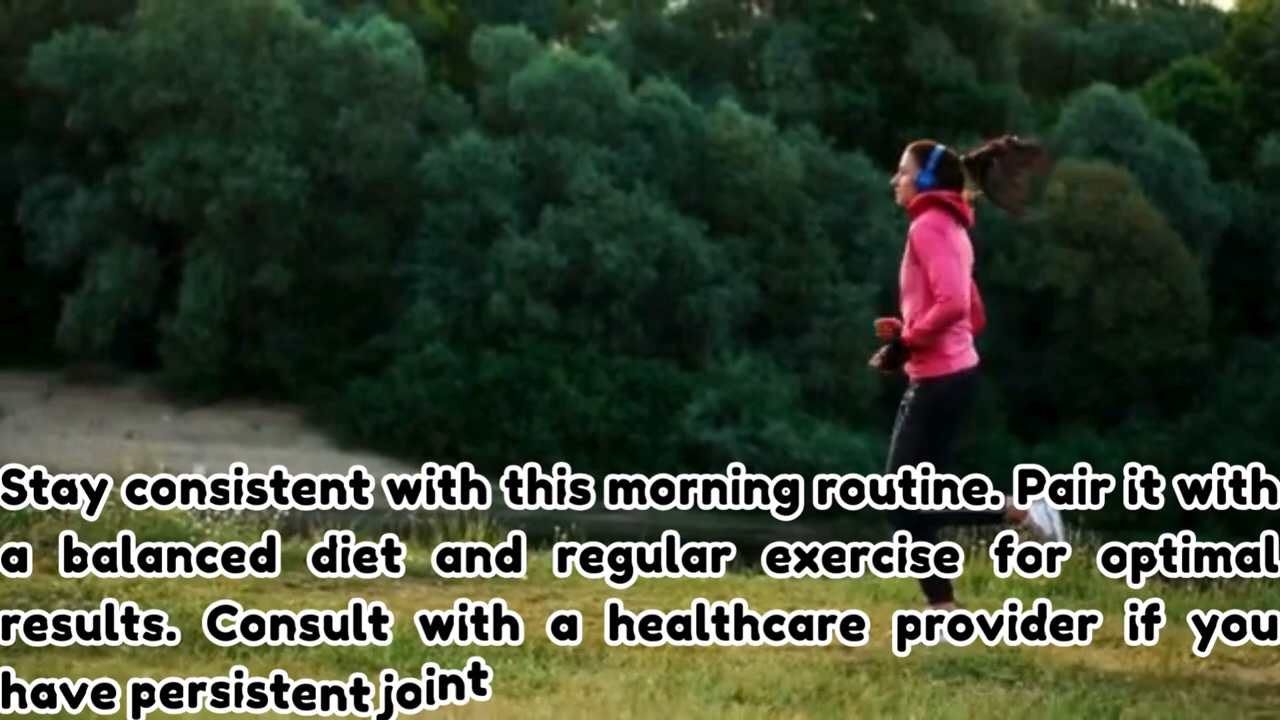 Stay consistent with this morning routine. Pair it with
a balanced diet and regular exercise for optimal
results. Consult with a healthcare provider if you
have persistent joint